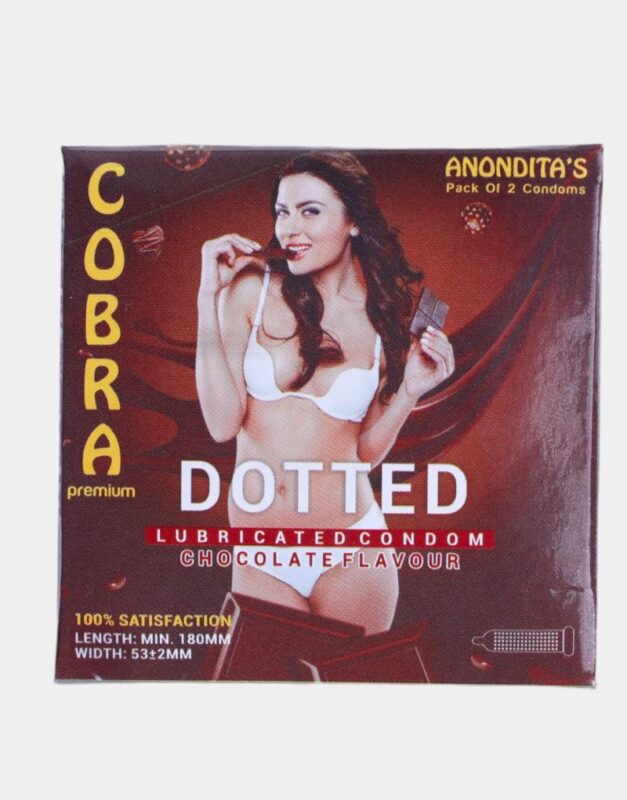 COBRA
premium
ANONDITA'S
Pack Of 2 Condoms
DOTTED
LUBRICATED CONDOM
CHOCOLATE FLAVOUR
100% SATISFACTION
LENGTH: MIN. 180MM
WIDTH: 53±2MM